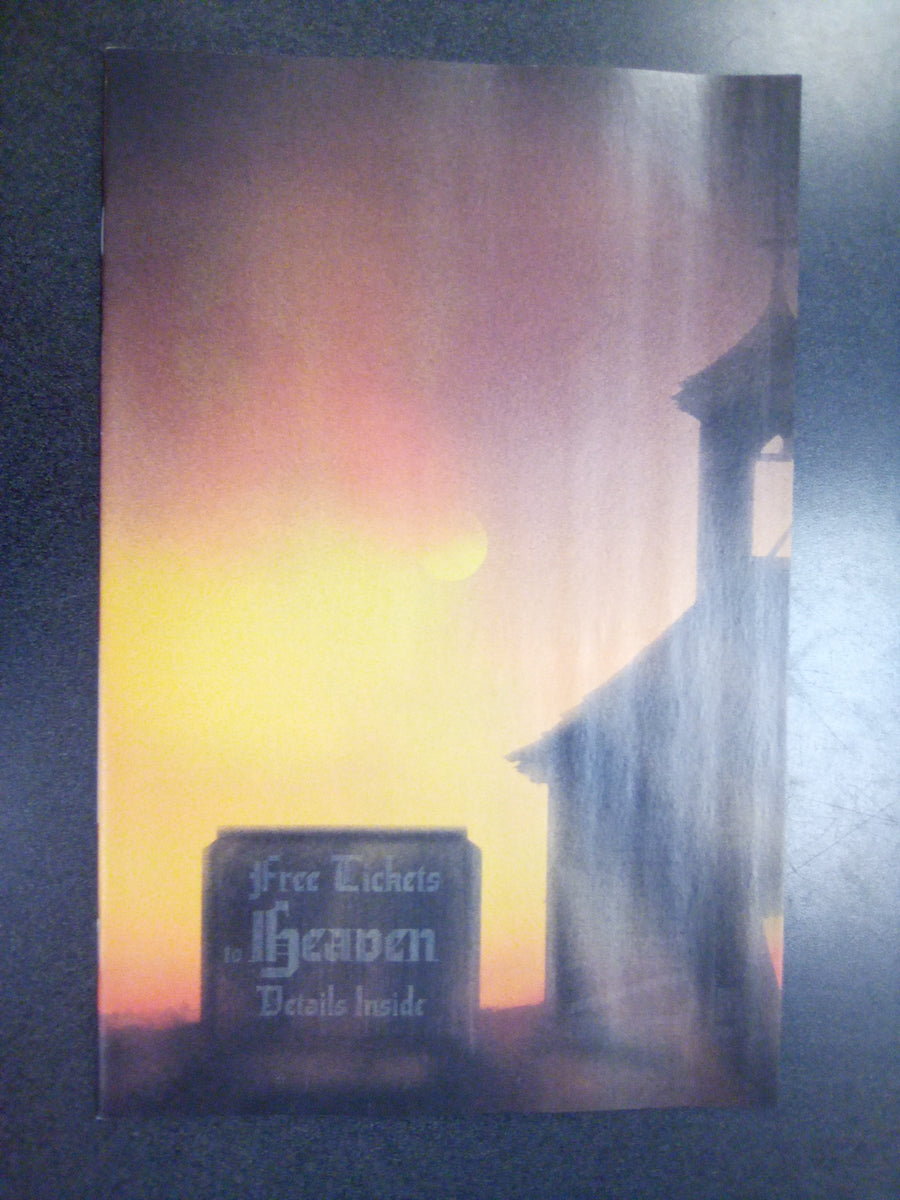 Free Tickets
to Heaven
Details Inside